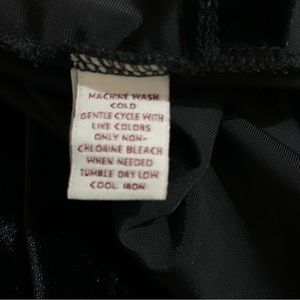 MACHINE WASH
COLD
GENTLE CYCLE WITH
LIKE COLORS
ONLY NON-
CHLORINE BLEACH
WHEN NEEDED
TUMBLE DRY LOW
COOL IRON